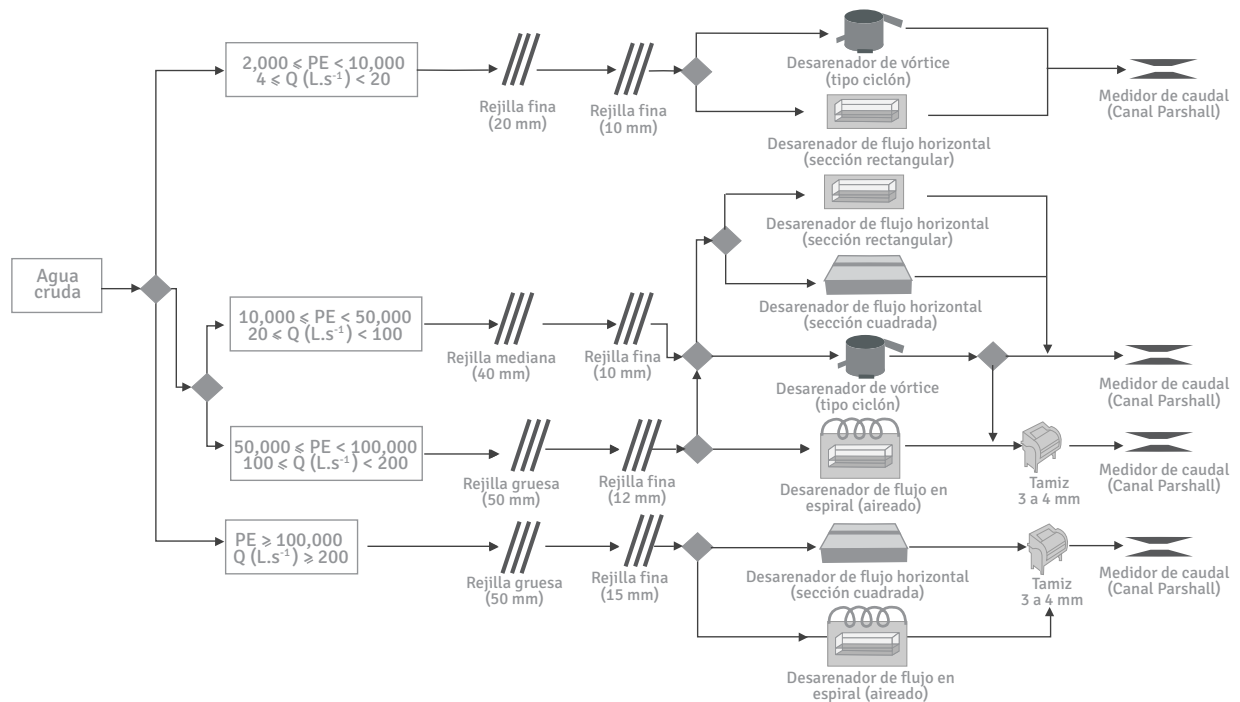 Agua
cruda
2,000 ⩽ PE < 10,000
4 ⩽ Q (L.s⁻¹) < 20
Rejilla fina
(20 mm)
Rejilla fina
(10 mm)
Desarenador de vórtice
(tipo ciclón)
Desarenador de flujo horizontal
(sección rectangular)
Medidor de caudal
(Canal Parshall)
10,000 ⩽ PE < 50,000
20 ⩽ Q (L.s⁻¹) < 100
Rejilla mediana
(40 mm)
Rejilla fina
(10 mm)
Desarenador de flujo horizontal
(sección rectangular)
Desarenador de flujo horizontal
(sección cuadrada)
Desarenador de vórtice
(tipo ciclón)
Medidor de caudal
(Canal Parshall)
50,000 ⩽ PE < 100,000
100 ⩽ Q (L.s⁻¹) < 200
Rejilla gruesa
(50 mm)
Rejilla fina
(12 mm)
Desarenador de flujo en
espiral (aireado)
Tamiz
3 a 4 mm
Medidor de caudal
(Canal Parshall)
PE ⩾ 100,000
Q (L.s⁻¹) ⩾ 200
Rejilla gruesa
(50 mm)
Rejilla fina
(15 mm)
Desarenador de flujo horizontal
(sección cuadrada)
Tamiz
3 a 4 mm
Medidor de caudal
(Canal Parshall)
Desarenador de flujo en
espiral (aireado)